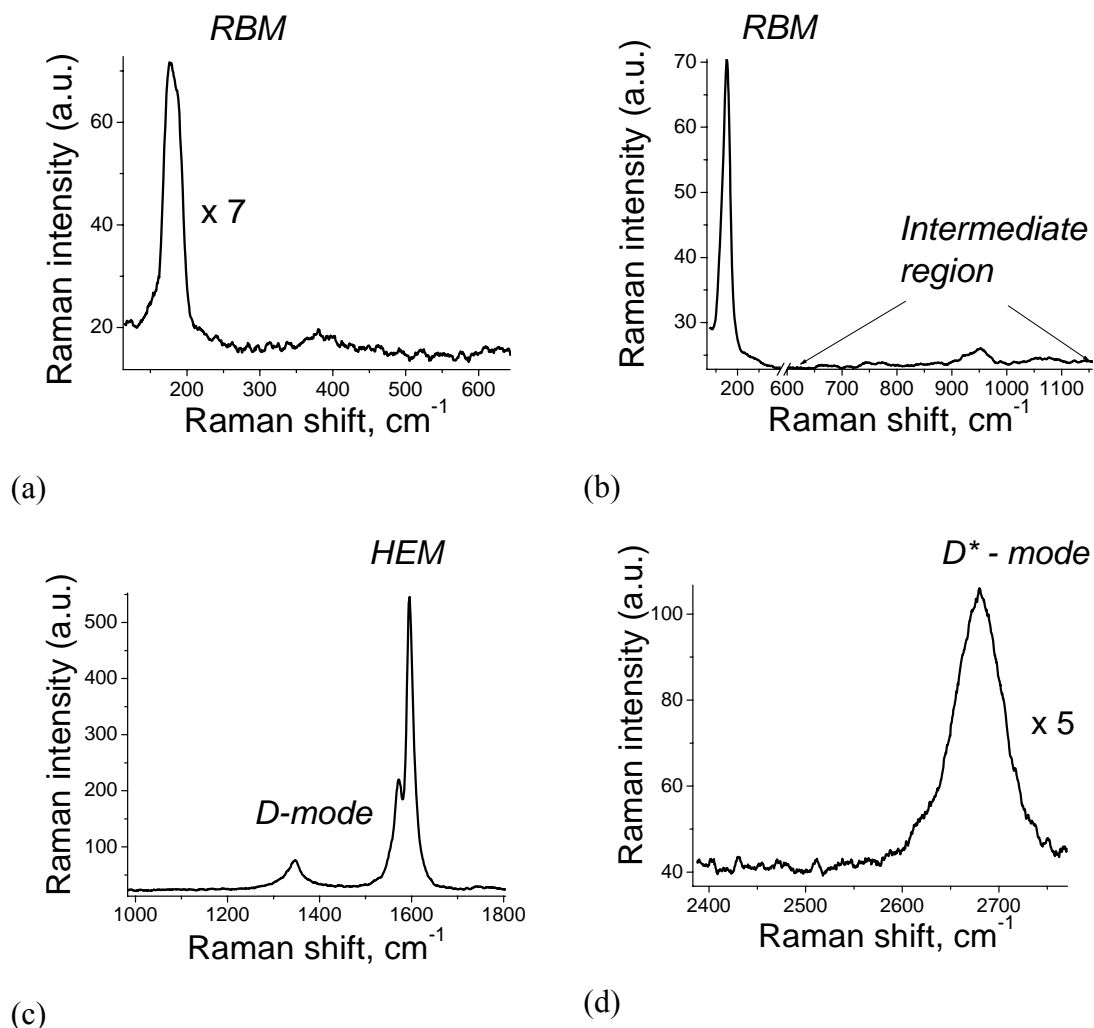 RBM
Raman intensity (a.u.)
60
40
20
x 7
200 300 400 500 600
Raman shift, cm⁻¹
(a)
RBM
Raman intensity (a.u.)
70
60
50
40
30
Intermediate
region
200 600 700 800 900 1000 1100
Raman shift, cm⁻¹
(b)
HEM
Raman intensity (a.u.)
500
400
300
200
100
D-mode
1000 1200 1400 1600 1800
Raman shift, cm⁻¹
(c)
D* - mode
Raman intensity (a.u.)
100
80
60
40
x 5
2400 2500 2600 2700
Raman shift, cm⁻¹
(d)